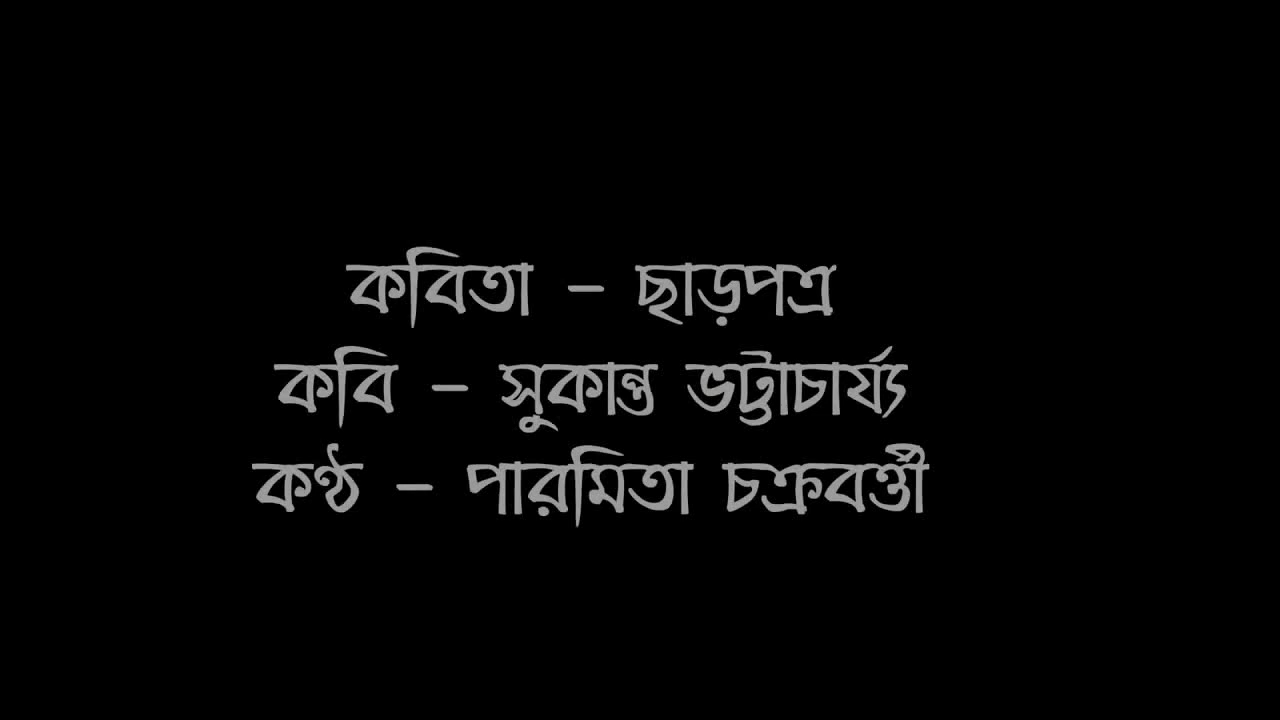 কবিতা – ছাড়পত্র
কবি – সুকান্ত ভট্টাচার্য্য
কণ্ঠ – পারমিতা চক্রবর্ত্তী